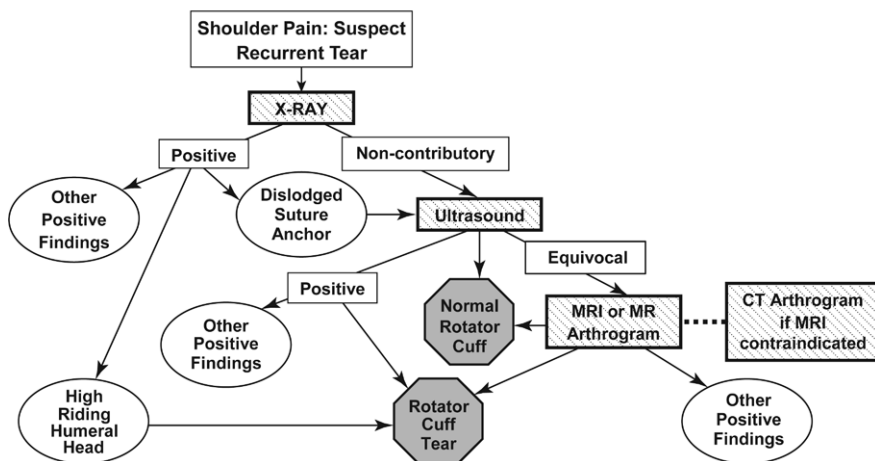 Shoulder Pain: Suspect
Recurrent Tear
X-RAY
Positive
Non-contributory
Other
Positive
Findings
Dislodged
Suture
Anchor
Ultrasound
Equivocal
Positive
Normal
Rotator
Cuff
MRI or MR
Arthrogram
CT Arthrogram
if MRI
contraindicated
Other
Positive
Findings
High
Riding
Humeral
Head
Rotator
Cuff
Tear
Other
Positive
Findings